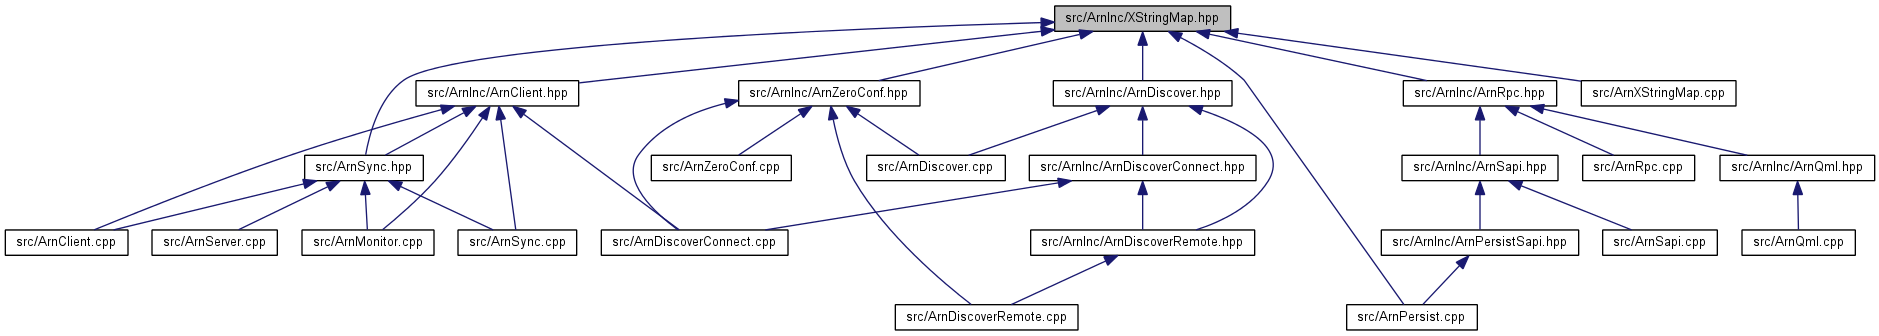 src/ArnInc/XStringMap.hpp
src/ArnInc/ArnClient.hpp
src/ArnInc/ArnZeroConf.hpp
src/ArnInc/ArnDiscover.hpp
src/ArnInc/ArnRpc.hpp
src/ArnXStringMap.cpp
src/ArnSync.hpp
src/ArnZeroConf.cpp
src/ArnDiscover.cpp
src/ArnInc/ArnDiscoverConnect.hpp
src/ArnInc/ArnSapi.hpp
src/ArnRpc.cpp
src/ArnInc/ArnQml.hpp
src/ArnClient.cpp
src/ArnServer.cpp
src/ArnMonitor.cpp
src/ArnSync.cpp
src/ArnDiscoverConnect.cpp
src/ArnInc/ArnDiscoverRemote.hpp
src/ArnInc/ArnPersistSapi.hpp
src/ArnSapi.cpp
src/ArnQml.cpp
src/ArnDiscoverRemote.cpp
src/ArnPersist.cpp